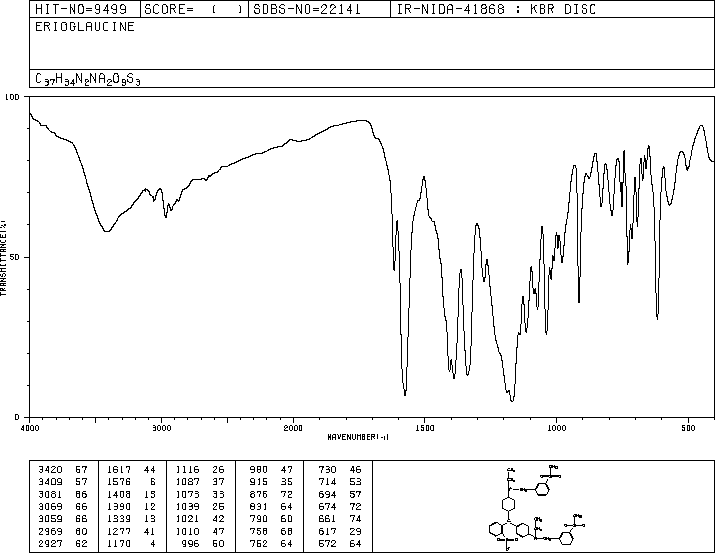 HIT-NO=9499 SCORE= ( ) SDBS-NO=22141 IR-NIDA-41868 : KBR DISC
ERIOGLAUCINE
C37H34N2NA2O9S3
100
50
0
TRANSMITTANCE(%)
4000 3000 2000 1500 1000 500
WAVENUMBER(-1)
3420 57 1617 44 1116 26 980 47 730 46
3409 57 1576 6 1087 37 915 35 714 53
3081 66 1408 13 1073 33 876 72 694 57
3069 66 1390 12 1039 25 831 64 674 72
3059 66 1339 13 1021 42 790 60 661 74
2969 60 1277 41 1010 47 758 68 617 29
2927 62 1170 4 996 50 752 64 572 64